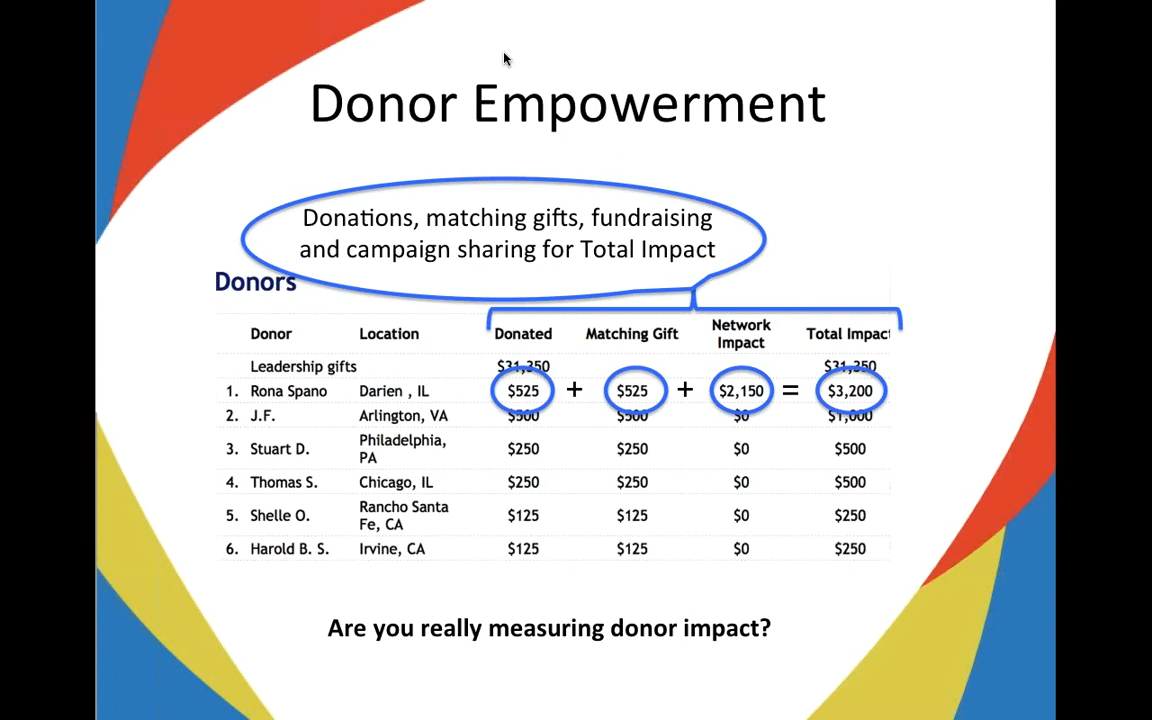 Donor Empowerment
Donations, matching gifts, fundraising
and campaign sharing for Total Impact
Donors
Donor Location Donated Matching Gift Network Impact Total Impact
Leadership gifts $31,350 $31,350
1. Rona Spano Darien , IL $525 + $525 + $2,150 = $3,200
2. J.F. Arlington, VA $500 $500 $0 $1,000
3. Stuart D. Philadelphia, PA $250 $250 $0 $500
4. Thomas S. Chicago, IL $250 $250 $0 $500
5. Shelle O. Rancho Santa Fe, CA $125 $125 $0 $250
6. Harold B. S. Irvine, CA $125 $125 $0 $250
Are you really measuring donor impact?